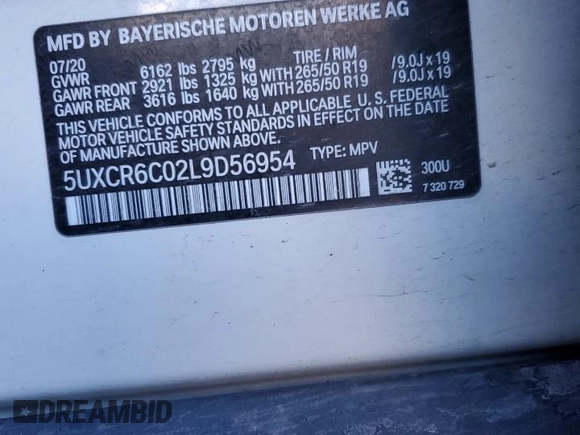 MFD BY BAYERISCHE MOTOREN WERKE AG
07/20
GVWR 6162 lbs 2795 kg TIRE / RIM
GAWR FRONT 2921 lbs 1325 kg WITH 265/50 R19 /9.0J x 19
GAWR REAR 3616 lbs 1640 kg WITH 265/50 R19 /9.0J x 19
THIS VEHICLE CONFORMS TO ALL APPLICABLE U. S. FEDERAL
MOTOR VEHICLE SAFETY STANDARDS IN EFFECT ON THE DATE
OF MANUFACTURE SHOWN ABOVE.
5UXCR6C02L9D56954 TYPE: MPV
300U
7 320 729
DREAMBID